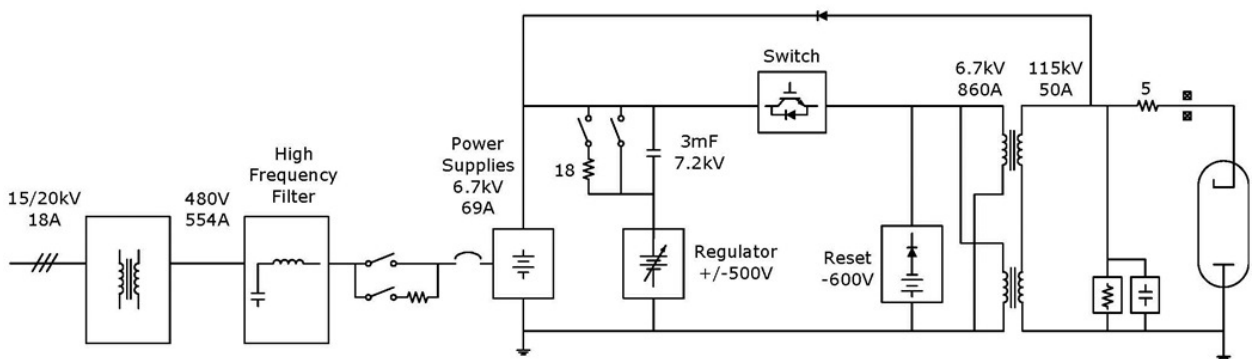 15/20kV
18A
480V
554A
High
Frequency
Filter
Power
Supplies
6.7kV
69A
18
3mF
7.2kV
Regulator
+/-500V
Switch
Reset
-600V
6.7kV
860A
115kV
50A
5